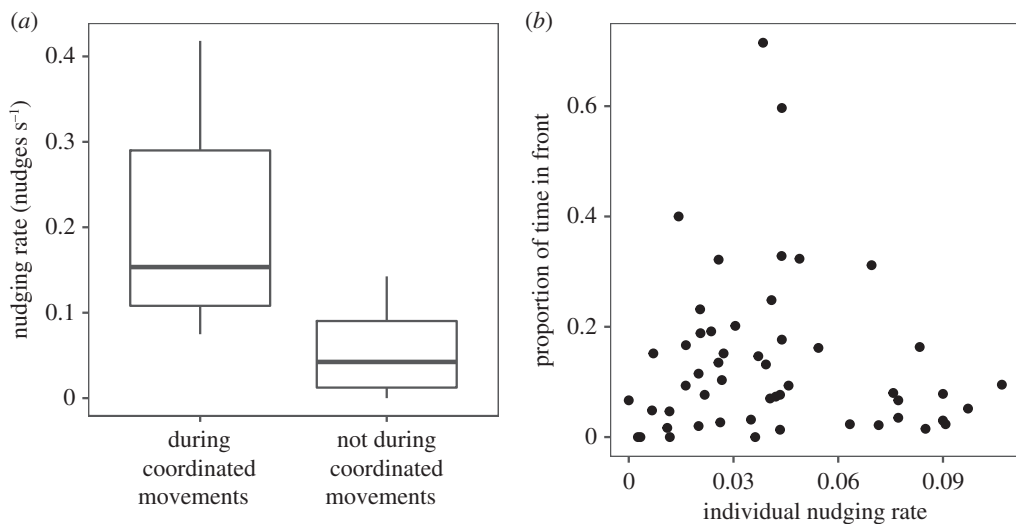 (a)
nudging rate (nudges s⁻¹)
0.4
0.3
0.2
0.1
0
during
coordinated
movements
not during
coordinated
movements
(b)
proportion of time in front
0.6
0.4
0.2
0
0
0.03
0.06
0.09
individual nudging rate